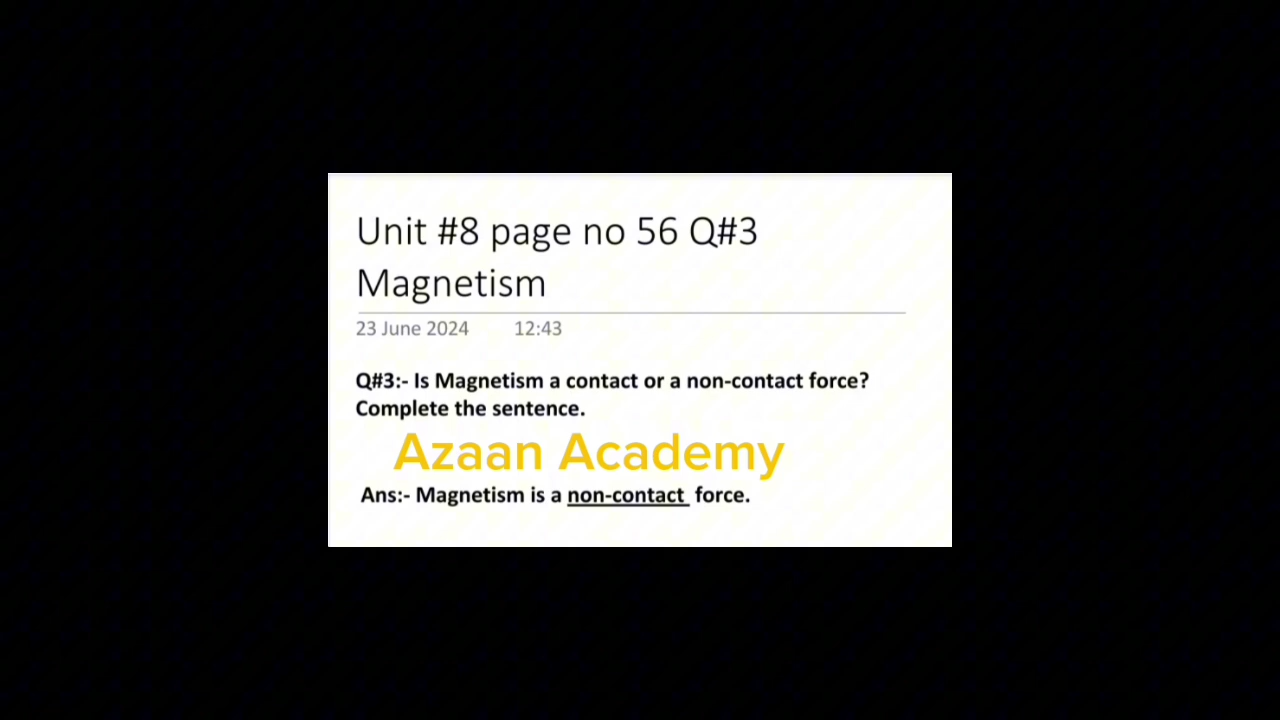 Unit #8 page no 56 Q#3
Magnetism
23 June 2024 12:43
Q#3:- Is Magnetism a contact or a non-contact force?
Complete the sentence.
Azaan Academy
Ans:- Magnetism is a non-contact force.